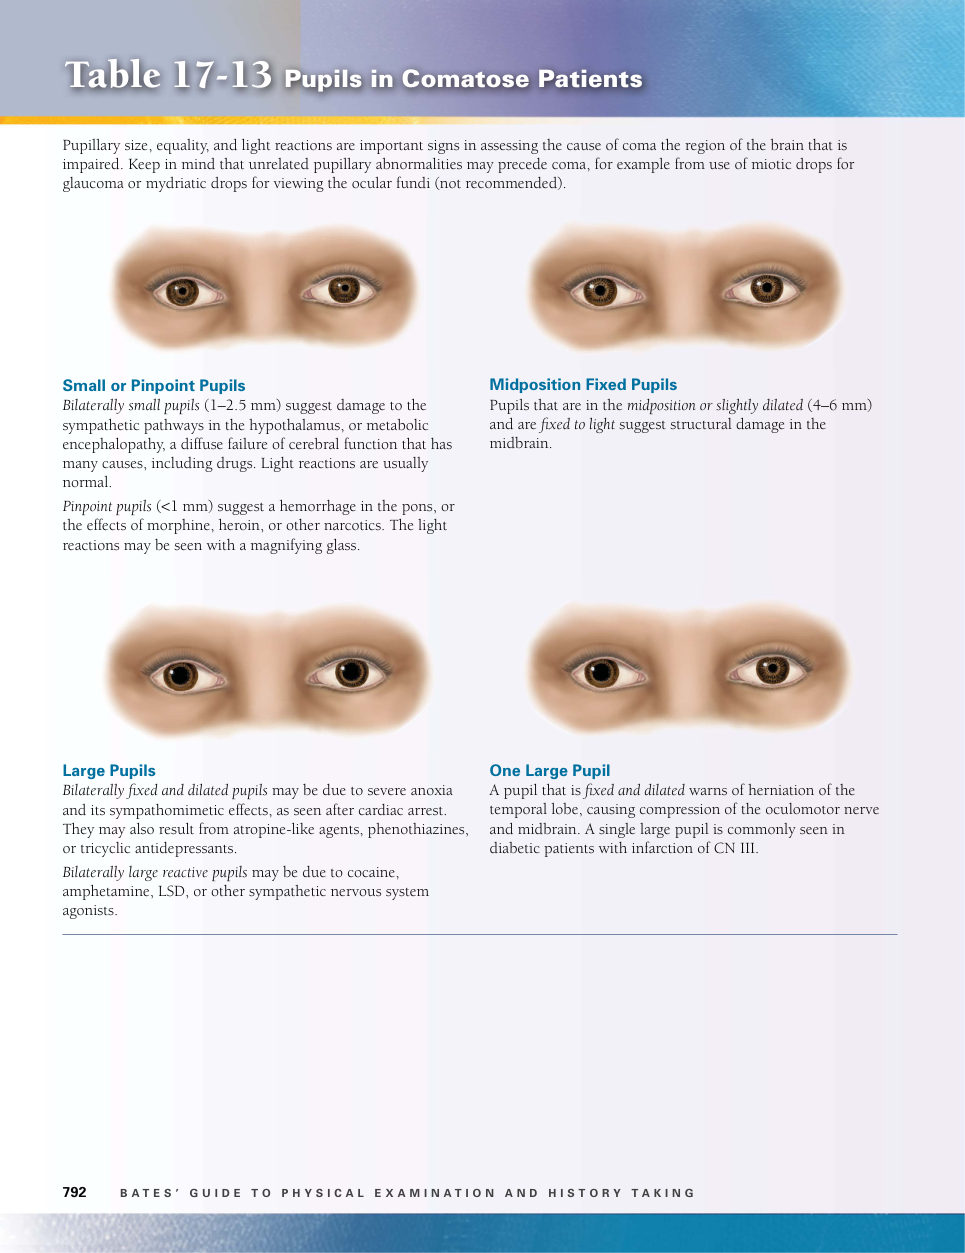 Table 17-13 Pupils in Comatose Patients
Pupillary size, equality, and light reactions are important signs in assessing the cause of coma the region of the brain that is
impaired. Keep in mind that unrelated pupillary abnormalities may precede coma, for example from use of miotic drops for
glaucoma or mydriatic drops for viewing the ocular fundi (not recommended).
Small or Pinpoint Pupils
Bilaterally small pupils (1–2.5 mm) suggest damage to the
sympathetic pathways in the hypothalamus, or metabolic
encephalopathy, a diffuse failure of cerebral function that has
many causes, including drugs. Light reactions are usually
normal.
Pinpoint pupils (<1 mm) suggest a hemorrhage in the pons, or
the effects of morphine, heroin, or other narcotics. The light
reactions may be seen with a magnifying glass.
Midposition Fixed Pupils
Pupils that are in the midposition or slightly dilated (4–6 mm)
and are fixed to light suggest structural damage in the
midbrain.
Large Pupils
Bilaterally fixed and dilated pupils may be due to severe anoxia
and its sympathomimetic effects, as seen after cardiac arrest.
They may also result from atropine-like agents, phenothiazines,
or tricyclic antidepressants.
Bilaterally large reactive pupils may be due to cocaine,
amphetamine, LSD, or other sympathetic nervous system
agonists.
One Large Pupil
A pupil that is fixed and dilated warns of herniation of the
temporal lobe, causing compression of the oculomotor nerve
and midbrain. A single large pupil is commonly seen in
diabetic patients with infarction of CN III.
792 BATES' GUIDE TO PHYSICAL EXAMINATION AND HISTORY TAKING